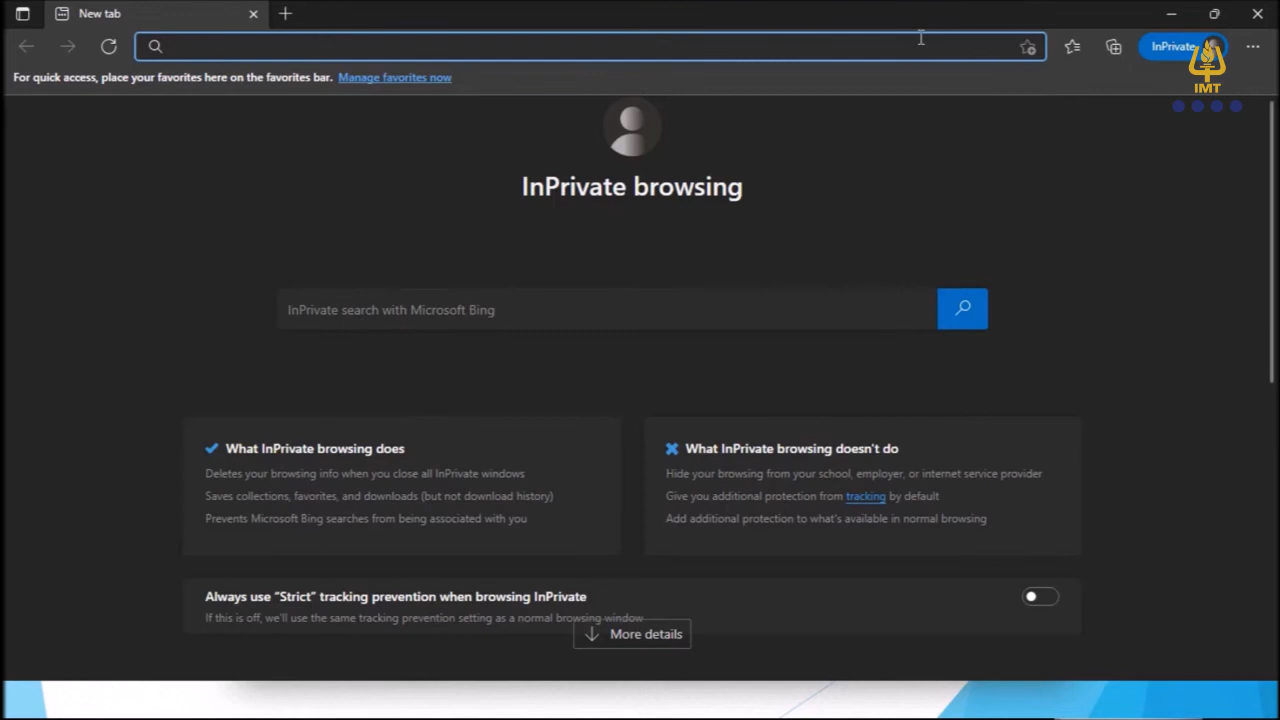 New tab
InPrivate
For quick access, place your favorites here on the favorites bar. Manage favorites now
IMT
InPrivate browsing
InPrivate search with Microsoft Bing
What InPrivate browsing does
Deletes your browsing info when you close all InPrivate windows
Saves collections, favorites, and downloads (but not download history)
Prevents Microsoft Bing searches from being associated with you
What InPrivate browsing doesn't do
Hide your browsing from your school, employer, or internet service provider
Give you additional protection from tracking by default
Add additional protection to what's available in normal browsing
Always use “Strict” tracking prevention when browsing InPrivate
If this is off, we'll use the same tracking prevention setting as a normal browsing window
More details